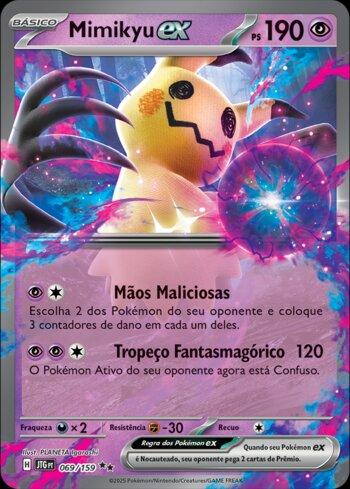 BÁSICO Mimikyu ex PS 190
Mãos Maliciosas
Escolha 2 dos Pokémon do seu oponente e coloque
3 contadores de dano em cada um deles.
Tropeço Fantasmagórico 120
O Pokémon Ativo do seu oponente agora está Confuso.
Fraqueza ×2 Resistência -30 Recuo
Ilust. PLANETA Igarashi
Regra dos Pokémon ex
Quando seu Pokémon ex
é Nocauteado, seu oponente pega 2 cartas de Prêmio.
H JTG PT 069/159
©2025 Pokémon/Nintendo/Creatures/GAME FREAK